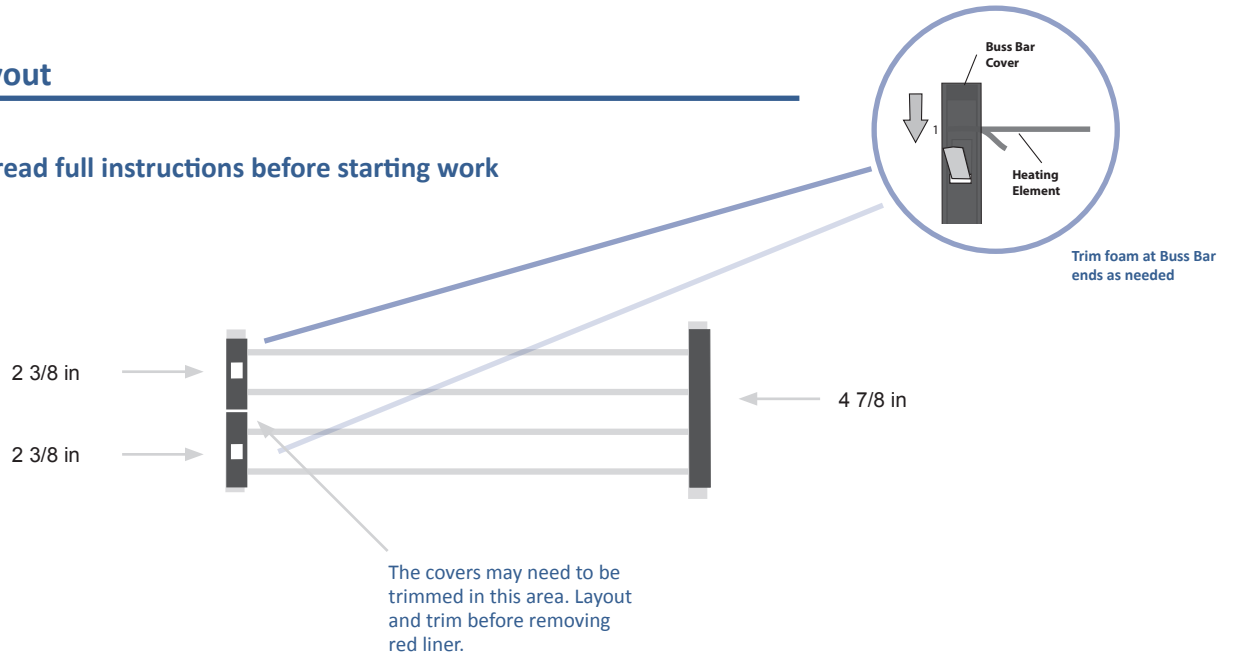 Buss Bar
Cover
1
Heating
Element
read full instructions before starting work
Trim foam at Buss Bar
ends as needed
2 3/8 in
4 7/8 in
2 3/8 in
The covers may need to be
trimmed in this area. Layout
and trim before removing
red liner.